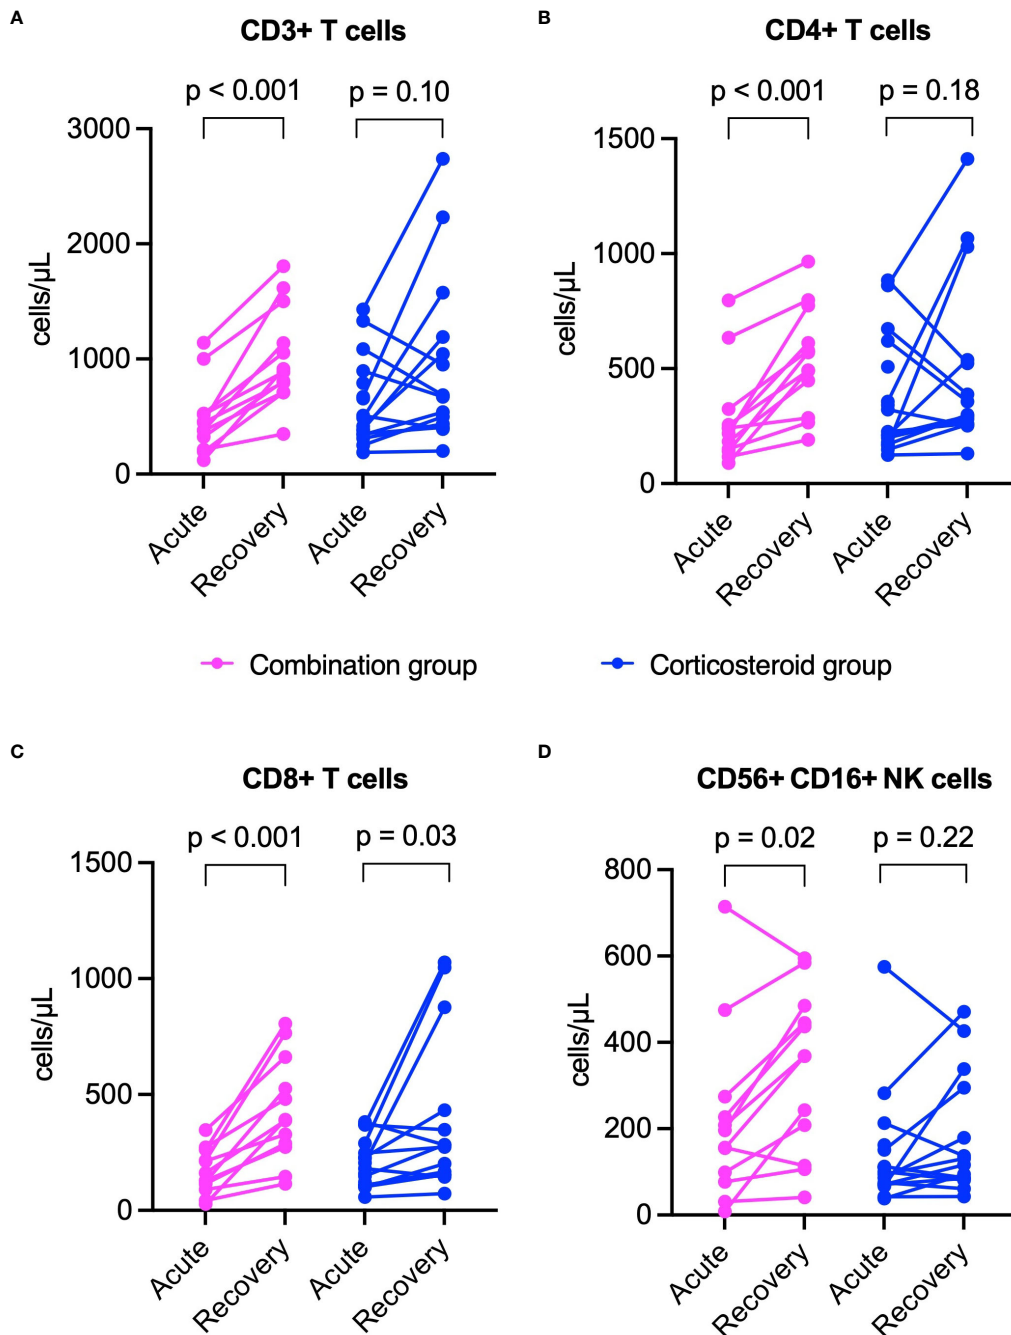 A
CD3+ T cells
p < 0.001
p = 0.10
3000
2000
1000
0
cells/µL
Acute
Recovery
Acute
Recovery
B
CD4+ T cells
p < 0.001
p = 0.18
1500
1000
500
0
cells/µL
Acute
Recovery
Acute
Recovery
Combination group
Corticosteroid group
C
CD8+ T cells
p < 0.001
p = 0.03
1500
1000
500
0
cells/µL
Acute
Recovery
Acute
Recovery
D
CD56+ CD16+ NK cells
p = 0.02
p = 0.22
800
600
400
200
0
cells/µL
Acute
Recovery
Acute
Recovery